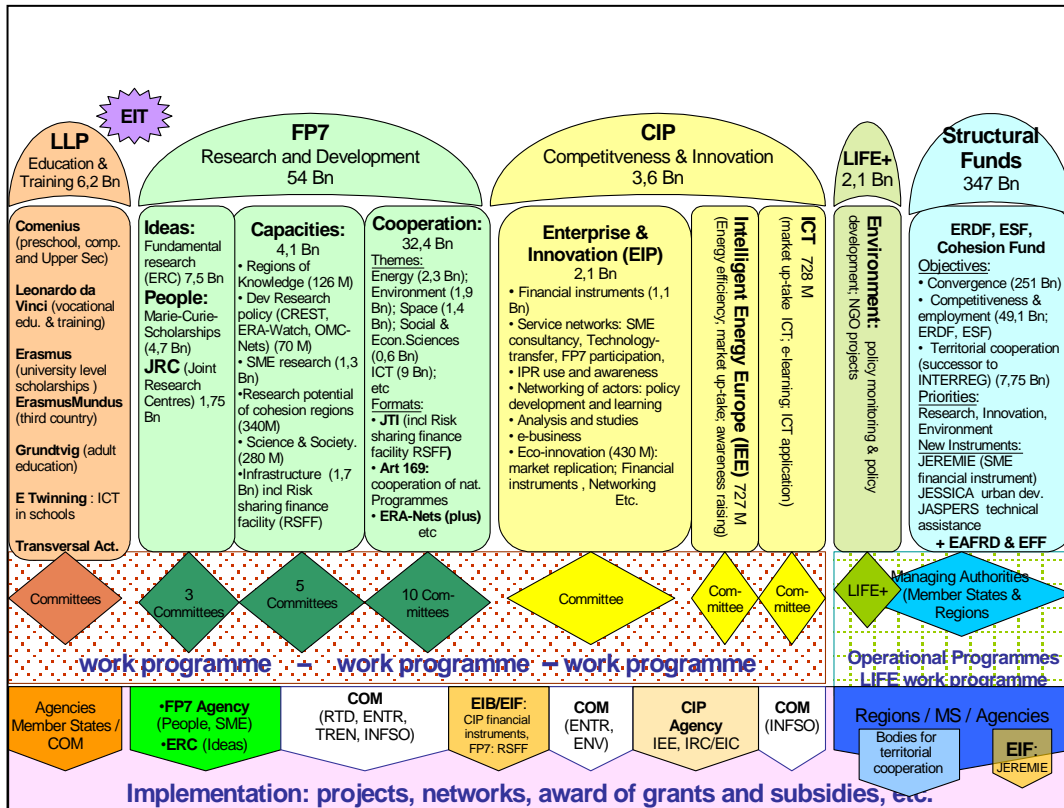 EIT
LLP
Education &
Training 6,2 Bn
FP7
Research and Development
54 Bn
CIP
Competitveness & Innovation
3,6 Bn
LIFE+
2,1 Bn
Structural
Funds
347 Bn
Comenius
(preschool, comp.
and Upper Sec)
Leonardo da
Vinci (vocational
edu. & training)
Erasmus
(university level
scholarships )
ErasmusMundus
(third country)
Grundtvig (adult
education)
E Twinning : ICT
in schools
Transversal Act.
Ideas:
Fundamental
research
(ERC) 7,5 Bn
People:
Marie-Curie-
Scholarships
(4,7 Bn)
JRC (Joint
Research
Centres) 1,75
Bn
Capacities:
4,1 Bn
• Regions of
Knowledge (126 M)
• Dev Research
policy (CREST,
ERA-Watch, OMC-
Nets) (70 M)
• SME research (1,3
Bn)
•Research potential
of cohesion regions
(340M)
• Science & Society.
(280 M)
•Infrastructure (1,7
Bn) incl Risk
sharing finance
facility (RSFF)
Cooperation:
32,4 Bn
Themes:
Energy (2,3 Bn);
Environment (1,9
Bn); Space (1,4
Bn); Social &
Econ.Sciences
(0,6 Bn)
ICT (9 Bn);
etc
Formats:
• JTI (incl Risk
sharing finance
facility RSFF)
• Art 169:
cooperation of nat.
Programmes
• ERA-Nets (plus)
etc
Enterprise &
Innovation (EIP)
2,1 Bn
• Financial instruments (1,1
Bn)
• Service networks: SME
consultancy, Technology-
transfer, FP7 participation,
• IPR use and awareness
• Networking of actors: policy
development and learning
• Analysis and studies
• e-business
• Eco-innovation (430 M):
market replication; Financial
instruments , Networking
Etc.
Intelligent Energy Europe (IEE) 727 M
(Energy efficiency; market up-take; awareness raising)
ICT 728 M
(market up-take ICT; e-learning; ICT application)
Environment: policy monitoring & policy
development; NGO projects
ERDF, ESF,
Cohesion Fund
Objectives:
• Convergence (251 Bn)
• Competitiveness &
employment (49,1 Bn;
ERDF, ESF)
• Territorial cooperation
(successor to
INTERREG) (7,75 Bn)
Priorities:
Research, Innovation,
Environment
New Instruments:
JEREMIE (SME
financial instrument)
JESSICA urban dev.
JASPERS technical
assistance
+ EAFRD & EFF
Committees
3
Committees
5
Committees
10 Com-
mittees
Committee
Com-
mittee
Com-
mittee
LIFE+
Managing Authorities
(Member States &
Regions
work programme – work programme – work programme
Operational Programmes
LIFE work programme
Agencies
Member States /
COM
•FP7 Agency
(People, SME)
•ERC (Ideas)
COM
(RTD, ENTR,
TREN, INFSO)
EIB/EIF:
CIP financial
instruments,
FP7: RSFF
COM
(ENTR,
ENV)
CIP
Agency
IEE, IRC/EIC
COM
(INFSO)
Regions / MS / Agencies
Bodies for
territorial
cooperation
EIF:
JEREMIE
Implementation: projects, networks, award of grants and subsidies, etc